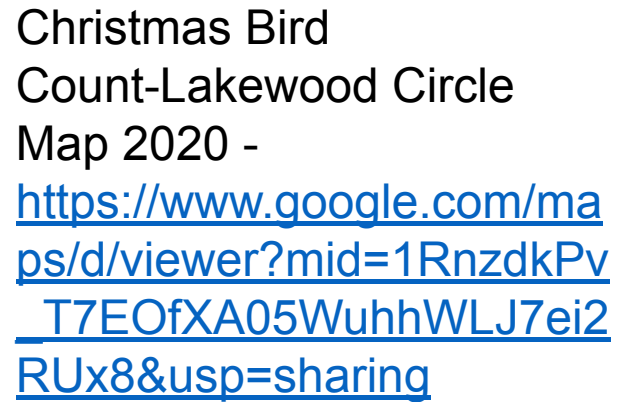 Christmas Bird
Count-Lakewood Circle
Map 2020 -
https://www.google.com/ma
ps/d/viewer?mid=1RnzdkPv
_T7EOfXA05WuhhWLJ7ei2
RUx8&usp=sharing